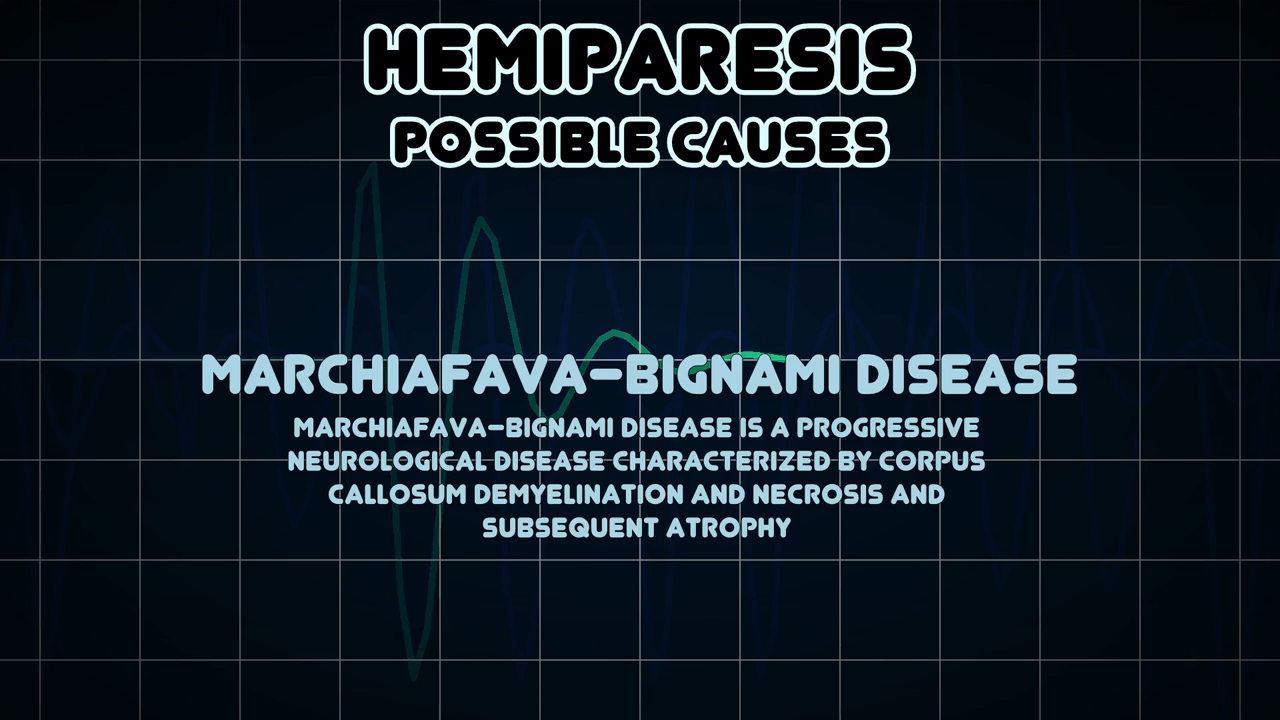 HEMIPARESIS
POSSIBLE CAUSES
MARCHIAFAVA-BIGNAMI DISEASE
MARCHIAFAVA-BIGNAMI DISEASE IS A PROGRESSIVE
NEUROLOGICAL DISEASE CHARACTERIZED BY CORPUS
CALLOSUM DEMYELINATION AND NECROSIS AND
SUBSEQUENT ATROPHY